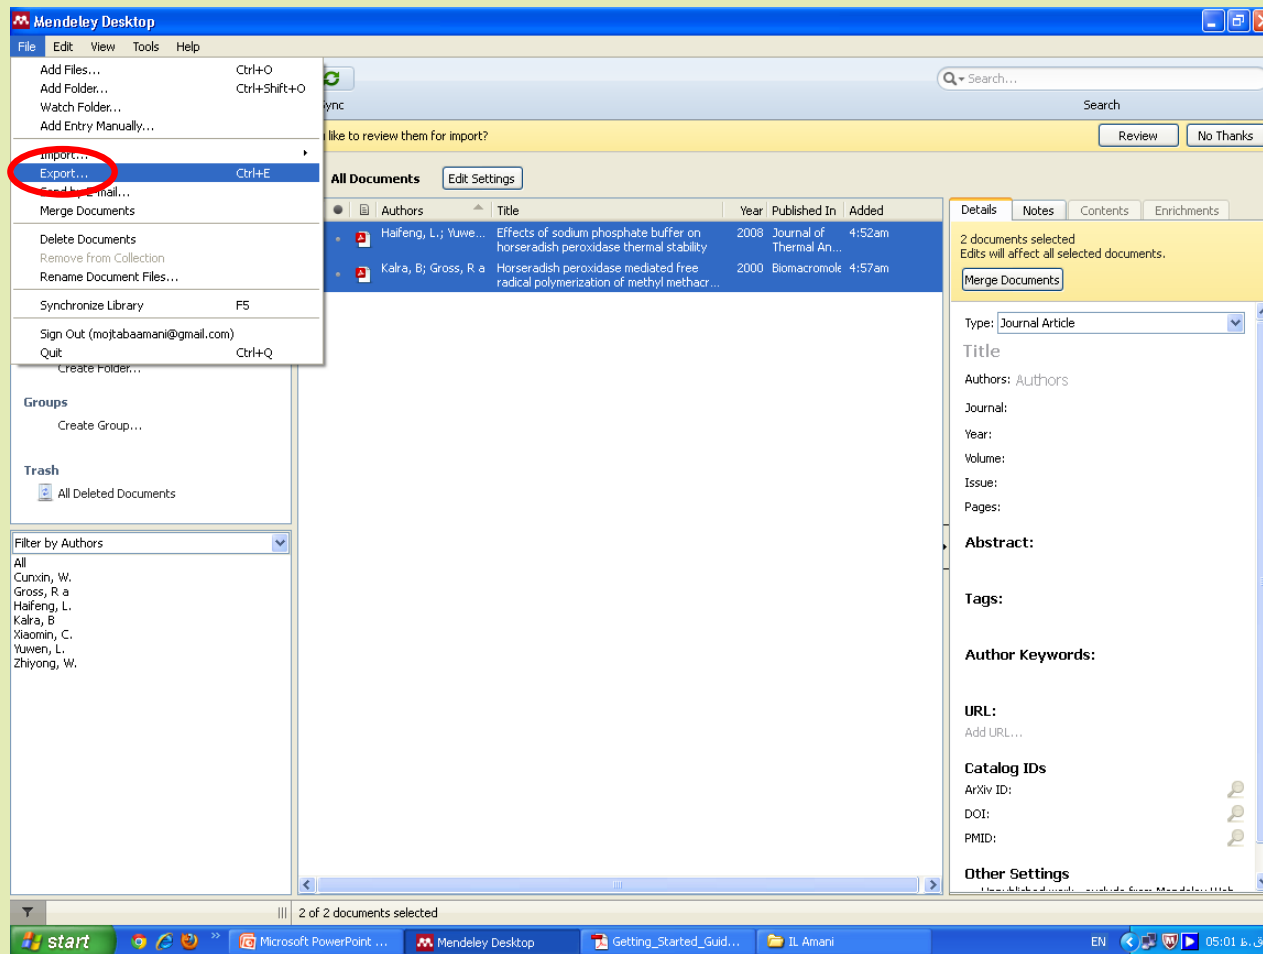 Mendeley Desktop
File Edit View Tools Help
Add Files... Ctrl+O
Add Folder... Ctrl+Shift+O
Watch Folder...
Add Entry Manually...
Import...
Export... Ctrl+E
Send by E-mail...
Merge Documents
Delete Documents
Remove from Collection
Rename Document Files...
Synchronize Library F5
Sign Out (mojtabaamani@gmail.com)
Quit Ctrl+Q
Create Folder...
Groups
Create Group...
Trash
All Deleted Documents
Filter by Authors
All
Cunxin, W.
Gross, R a
Haifeng, L.
Kalra, B
Xiaomin, C.
Yuwen, L.
Zhiyong, W.
Search...
Search
like to review them for import?
Review No Thanks
All Documents Edit Settings
Authors Title Year Published In Added
Haifeng, L.; Yuwe... Effects of sodium phosphate buffer on 2008 Journal of 4:52am
horseradish peroxidase thermal stability Thermal An...
Kalra, B; Gross, R a Horseradish peroxidase mediated free 2000 Biomacromole 4:57am
radical polymerization of methyl methacr...
Details Notes Contents Enrichments
2 documents selected
Edits will affect all selected documents.
Merge Documents
Type: Journal Article
Title
Authors: Authors
Journal:
Year:
Volume:
Issue:
Pages:
Abstract:
Tags:
Author Keywords:
URL:
Add URL...
Catalog IDs
ArXiv ID:
DOI:
PMID:
Other Settings
2 of 2 documents selected
start Microsoft PowerPoint ... Mendeley Desktop Getting_Started_Guid... IL Amani EN 05:01